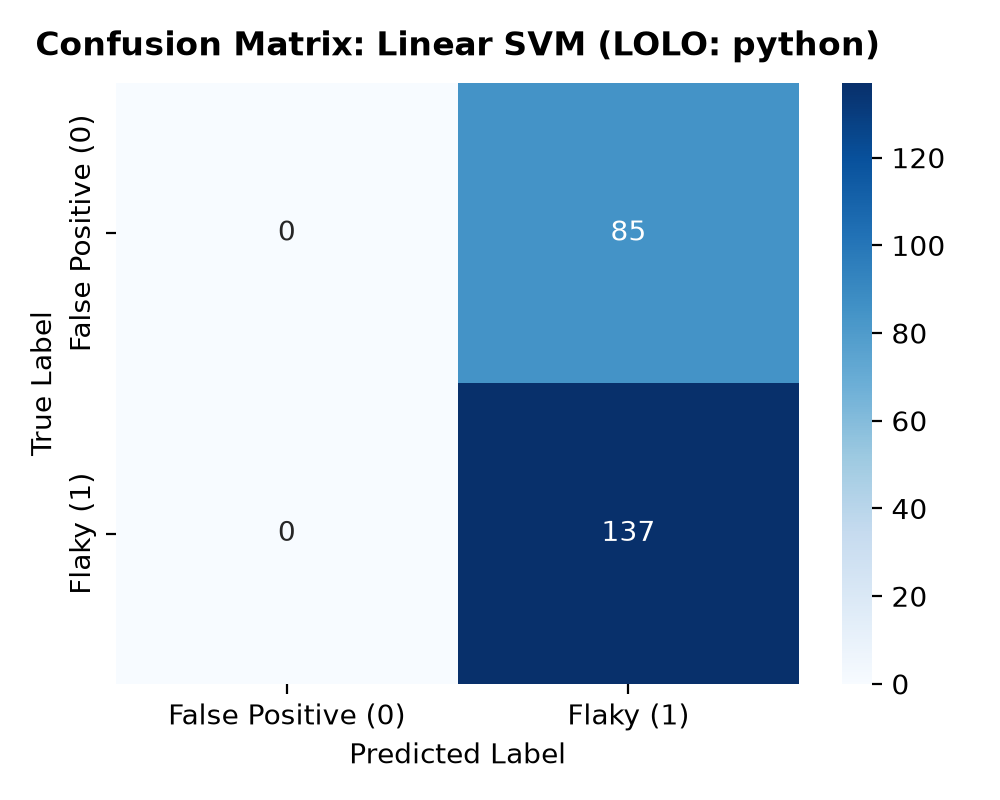 Confusion Matrix: Linear SVM (LOLO: python)
True Label
False Positive (0)
Flaky (1)
0
85
0
137
False Positive (0)
Flaky (1)
Predicted Label
120
100
80
60
40
20
0